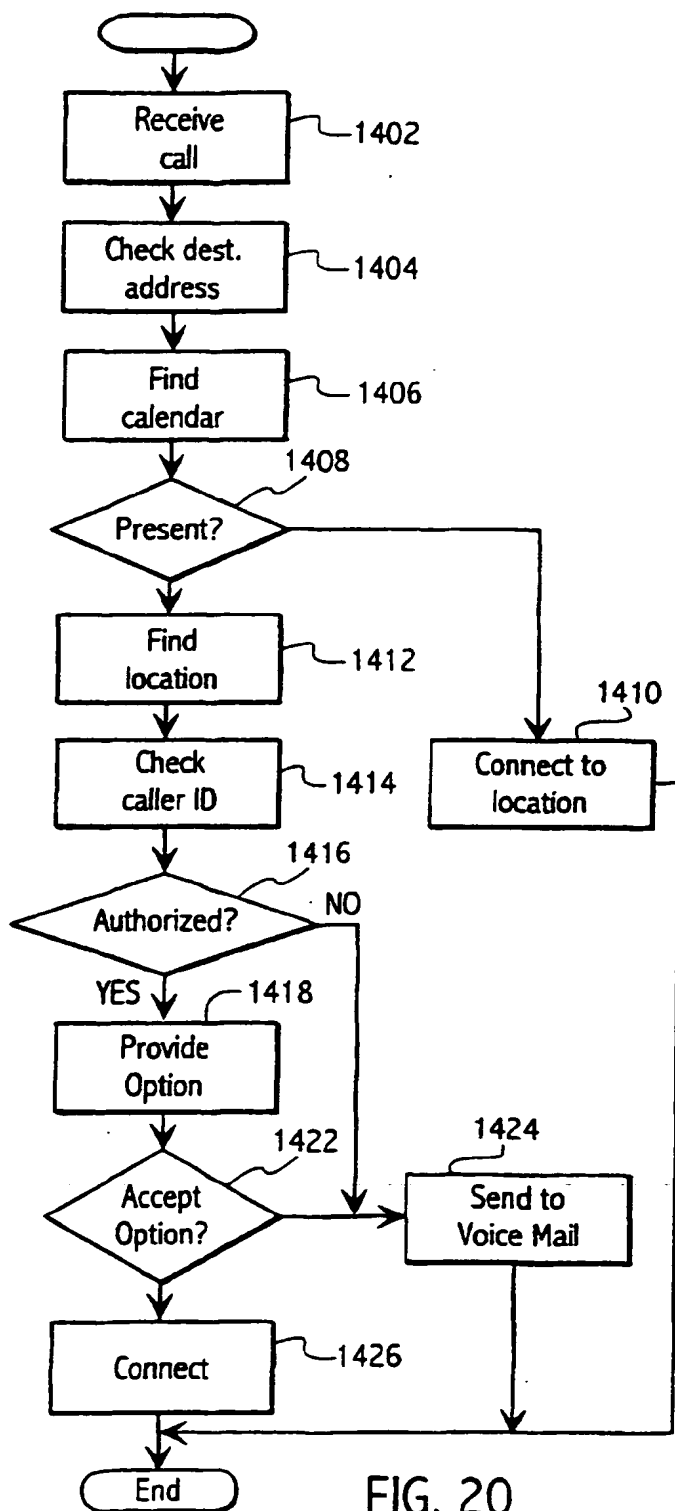 Receive
call
1402
Check dest.
address
1404
Find
calendar
1406
1408
Present?
Find
location
1412
1410
Connect to
location
Check
caller ID
1414
1416
Authorized?
NO
YES
1418
Provide
Option
1422
Accept
Option?
1424
Send to
Voice Mail
Connect
1426
End
FIG. 20